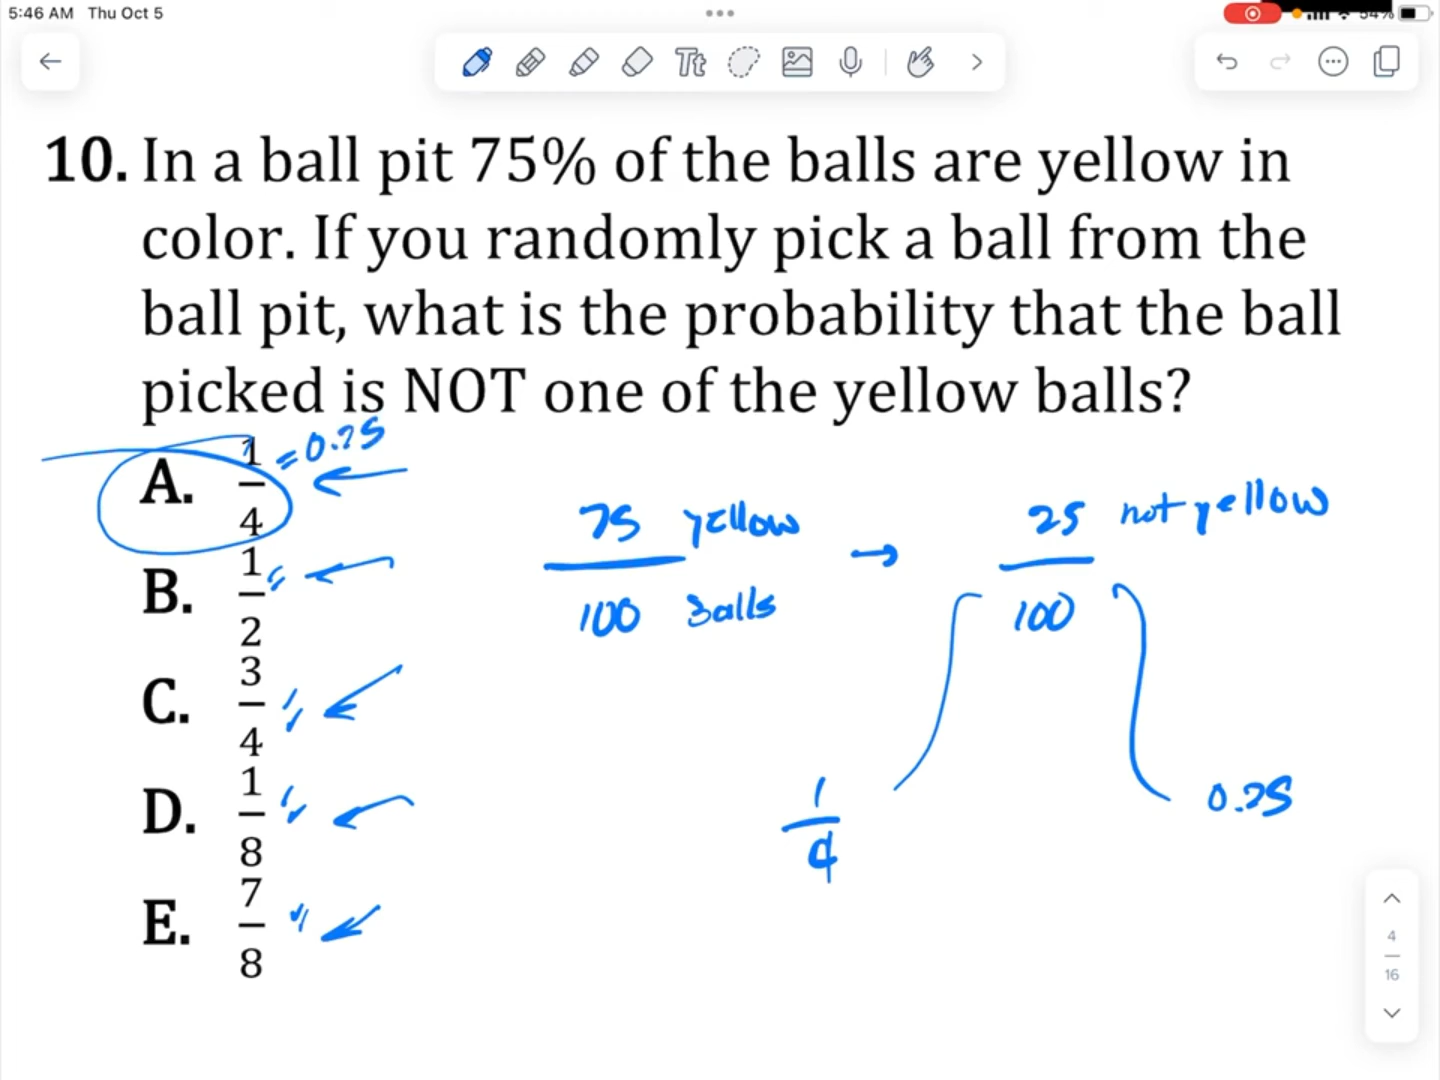 5:46 AM Thu Oct 5
54%
Tt
10. In a ball pit 75% of the balls are yellow in
color. If you randomly pick a ball from the
ball pit, what is the probability that the ball
picked is NOT one of the yellow balls?
A. 1/4 = 0.25
B. 1/2
C. 3/4
D. 1/8
E. 7/8
75 yellow
100 Balls
→
25 not yellow
100
1/4
0.25
4
16